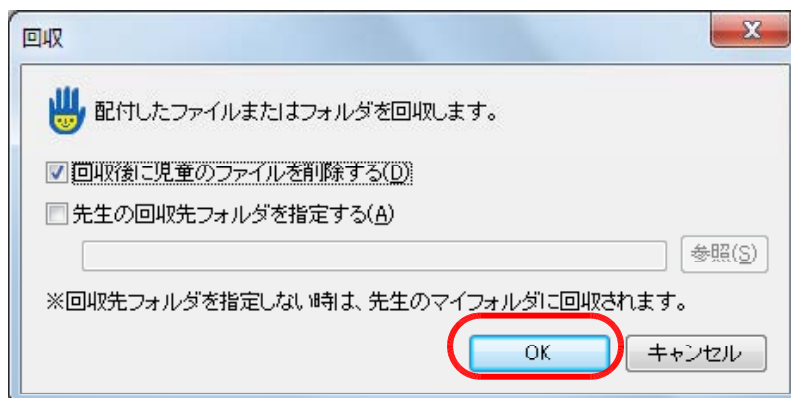 回収
配付したファイルまたはフォルダを回収します。
回収後に児童のファイルを削除する(D)
先生の回収先フォルダを指定する(A)
参照(S)
※回収先フォルダを指定しない時は、先生のマイフォルダに回収されます。
OK
キャンセル